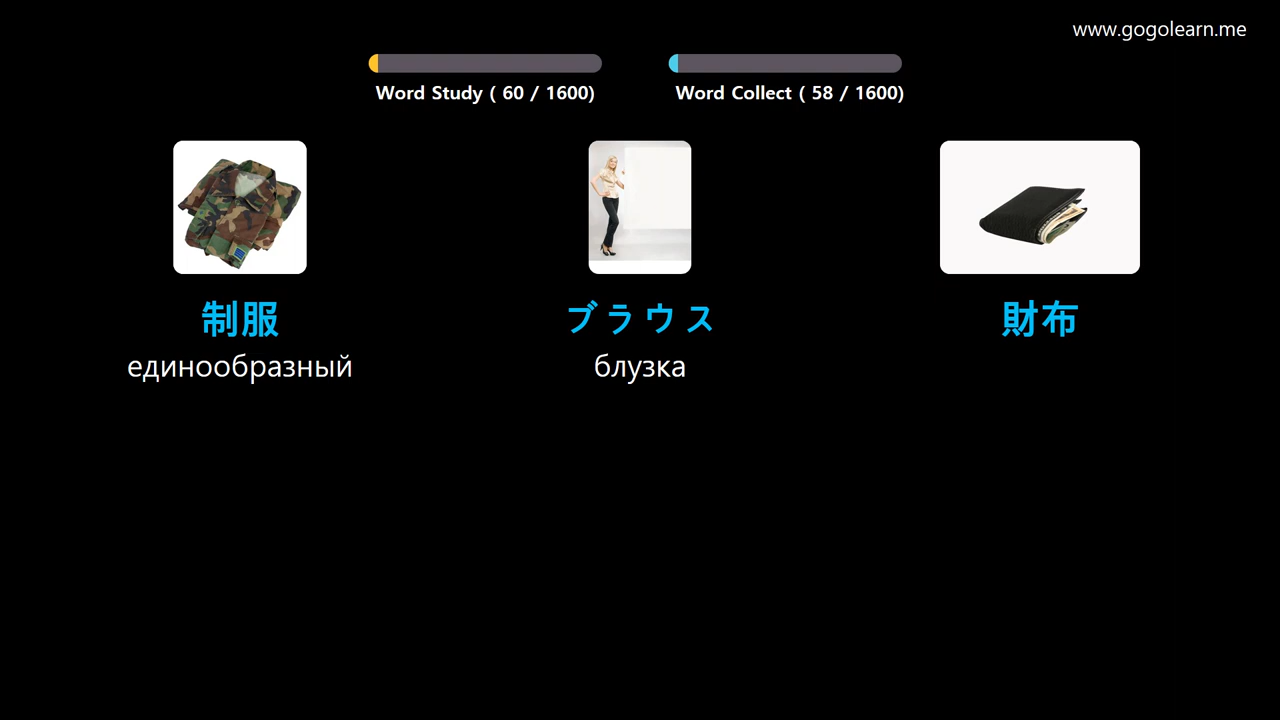 www.gogolearn.me
Word Study ( 60 / 1600)
Word Collect ( 58 / 1600)
制服
ブラウス
財布
единообразный
блузка